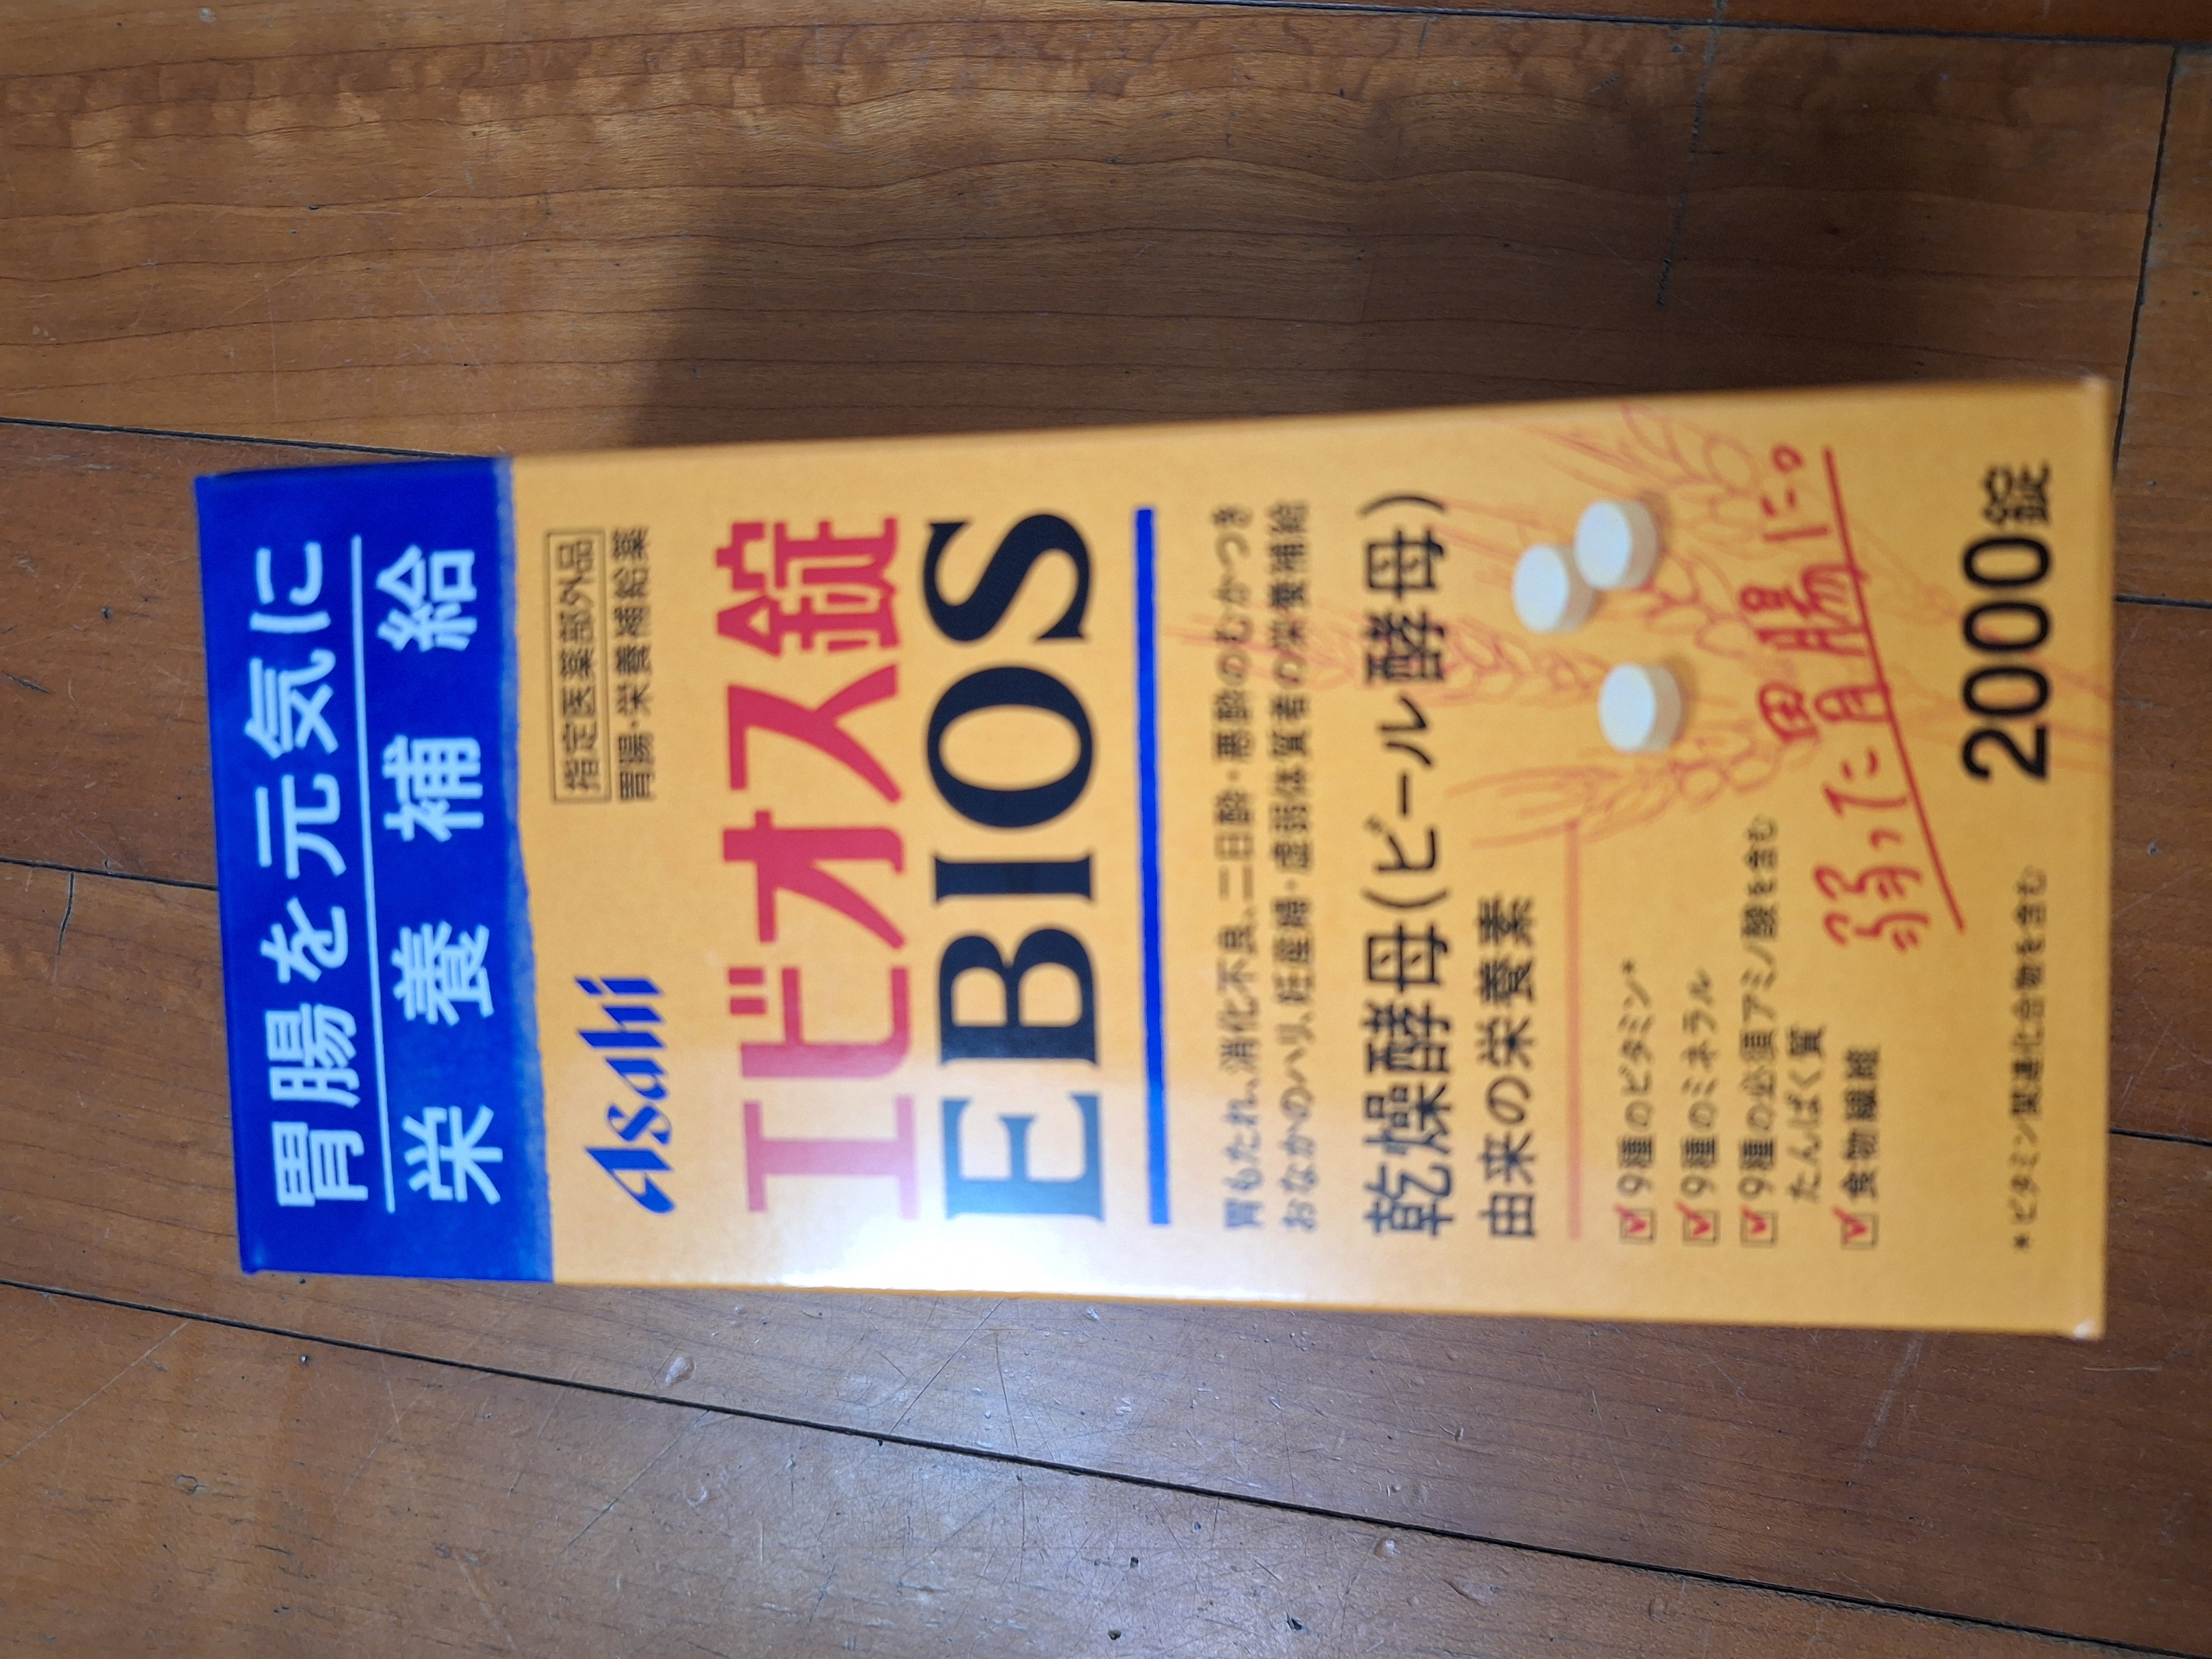 胃腸を元気に
栄養補給
指定医薬部外品
胃腸・栄養補給薬
Asahi
エビオス錠
EBIOS
胃もたれ、消化不良、二日酔・悪酔のむかつき
おなかのハリ、妊産婦・虚弱体質者の栄養補給
乾燥酵母(ビール酵母)
由来の栄養素
9種のビタミン*
9種のミネラル
9種の必須アミノ酸を含む
たんぱく質
食物繊維
弱った胃腸に。
2000錠
*ビタミン関連化合物を含む